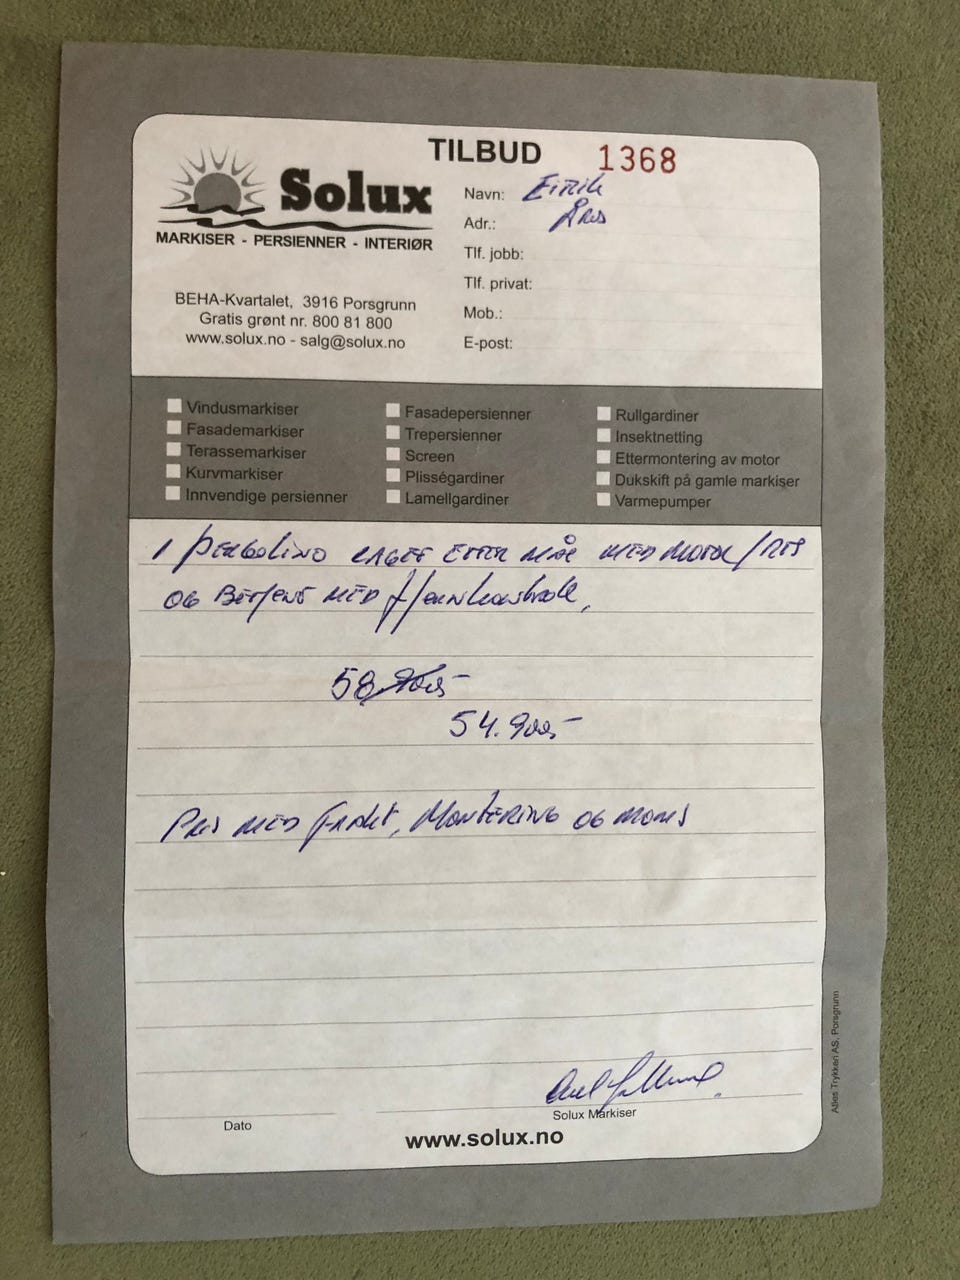 TILBUD 1368
Solux
MARKISER - PERSIENNER - INTERIØR
BEHA-Kvartalet, 3916 Porsgrunn
Gratis grønt nr. 800 81 800
www.solux.no - salg@solux.no
Navn: Eirik
Adr.:
Tlf. jobb:
Tlf. privat:
Mob.:
E-post:
Vindusmarkiser
Fasademarkiser
Terassemarkiser
Kurvmarkiser
Innvendige persienner
Fasadepersienner
Trepersienner
Screen
Plisségardiner
Lamellgardiner
Rullgardiner
Insektnetting
Ettermontering av motor
Dukskift på gamle markiser
Varmepumper
1 Pergolino LAGET ETTER MÅL MED MOTOR/RTS
OG BETJENT MED fjernkontroll,
58.900,-
54.900,-
PRIS MED FRAKT, MONTERING OG MOMS
Dato
Solux Markiser
www.solux.no
Atles Trykkeri AS, Porsgrunn